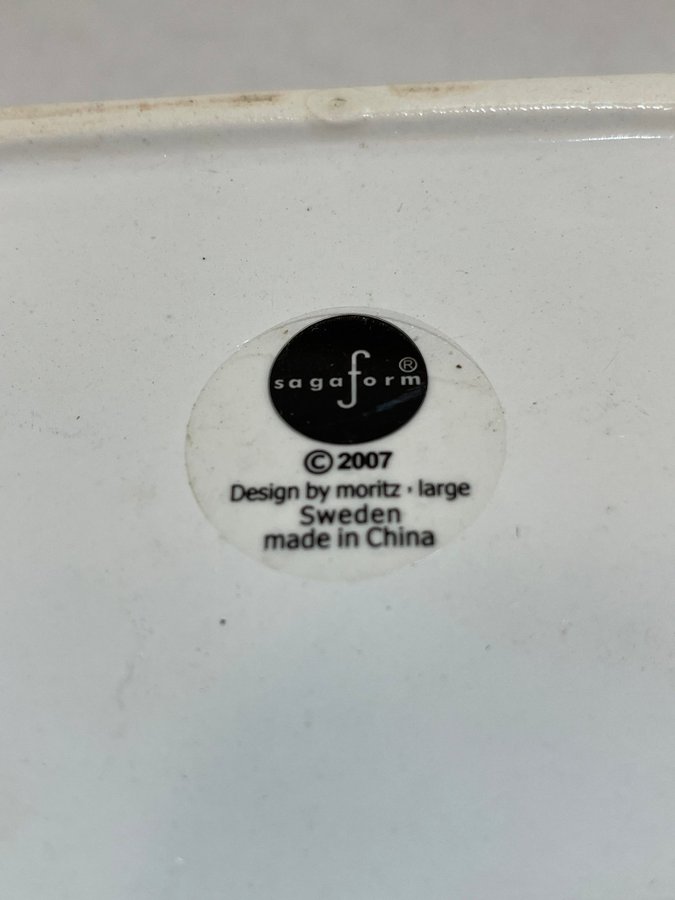 sagaform®
© 2007
Design by moritz · large
Sweden
made in China